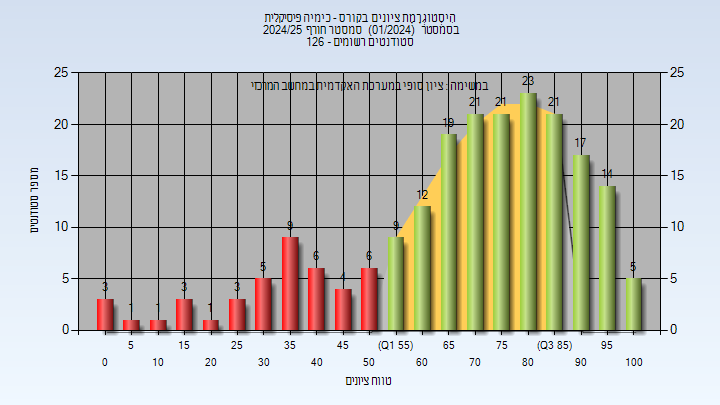 היסטוגרמת ציונים בקורס - כימיה פיסיקלית
בסמסטר (01/2024) סמסטר חורף 2024/25
סטודנטים רשומים - 126
במשימה : ציון סופי במערכת האקדמית במחשב המרכזי
מספר סטודנטים
25 20 15 10 5 0
25 20 15 10 5 0
3 1 1 3 1 3 5 9 6 4 6 9 12 19 21 21 23 21 17 14 5
5 15 25 35 45 (Q1 55) 65 75 (Q3 85) 95
0 10 20 30 40 50 60 70 80 90 100
טווח ציונים